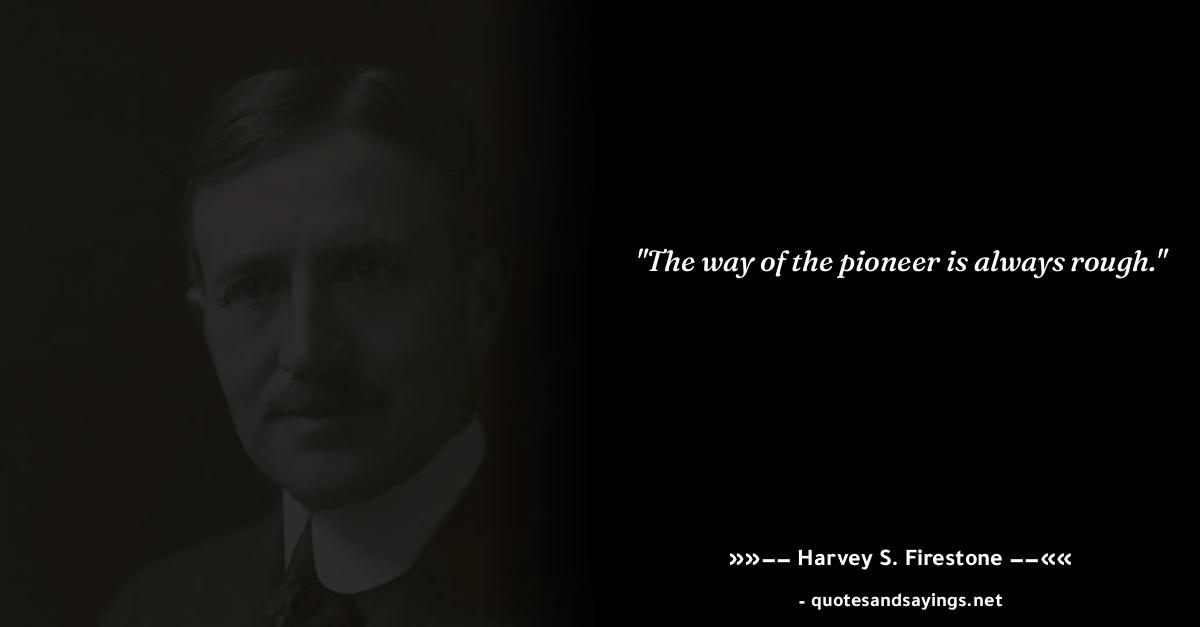 "The way of the pioneer is always rough."
»»–– Harvey S. Firestone ––««
- quotesandsayings.net